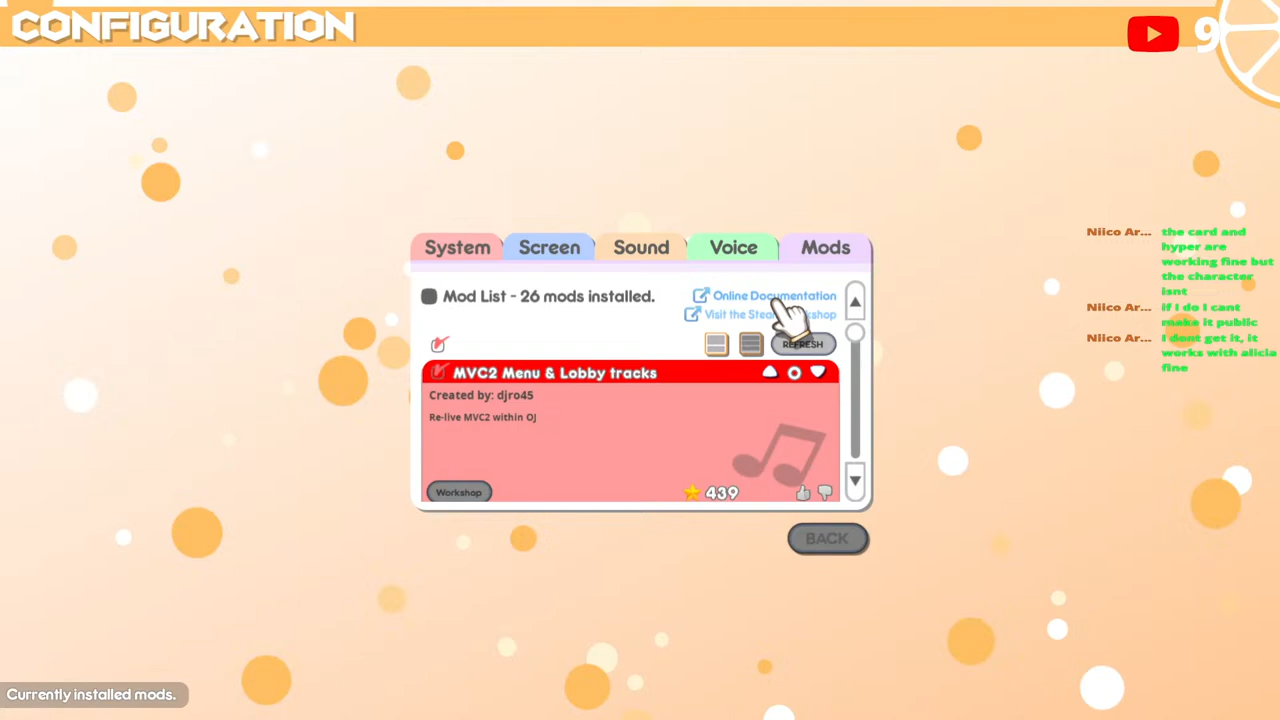 CONFIGURATION
9
System Screen Sound Voice Mods
Mod List - 26 mods installed.
Online Documentation
Visit the Steam Workshop
REFRESH
MVC2 Menu & Lobby tracks
Created by: djro45
Re-live MVC2 within OJ
Workshop
439
BACK
Niico Ar... the card and
hyper are
working fine but
the character
isnt
Niico Ar... if I do I cant
make it public
Niico Ar... I dont get it, it
works with alicia
fine
Currently installed mods.